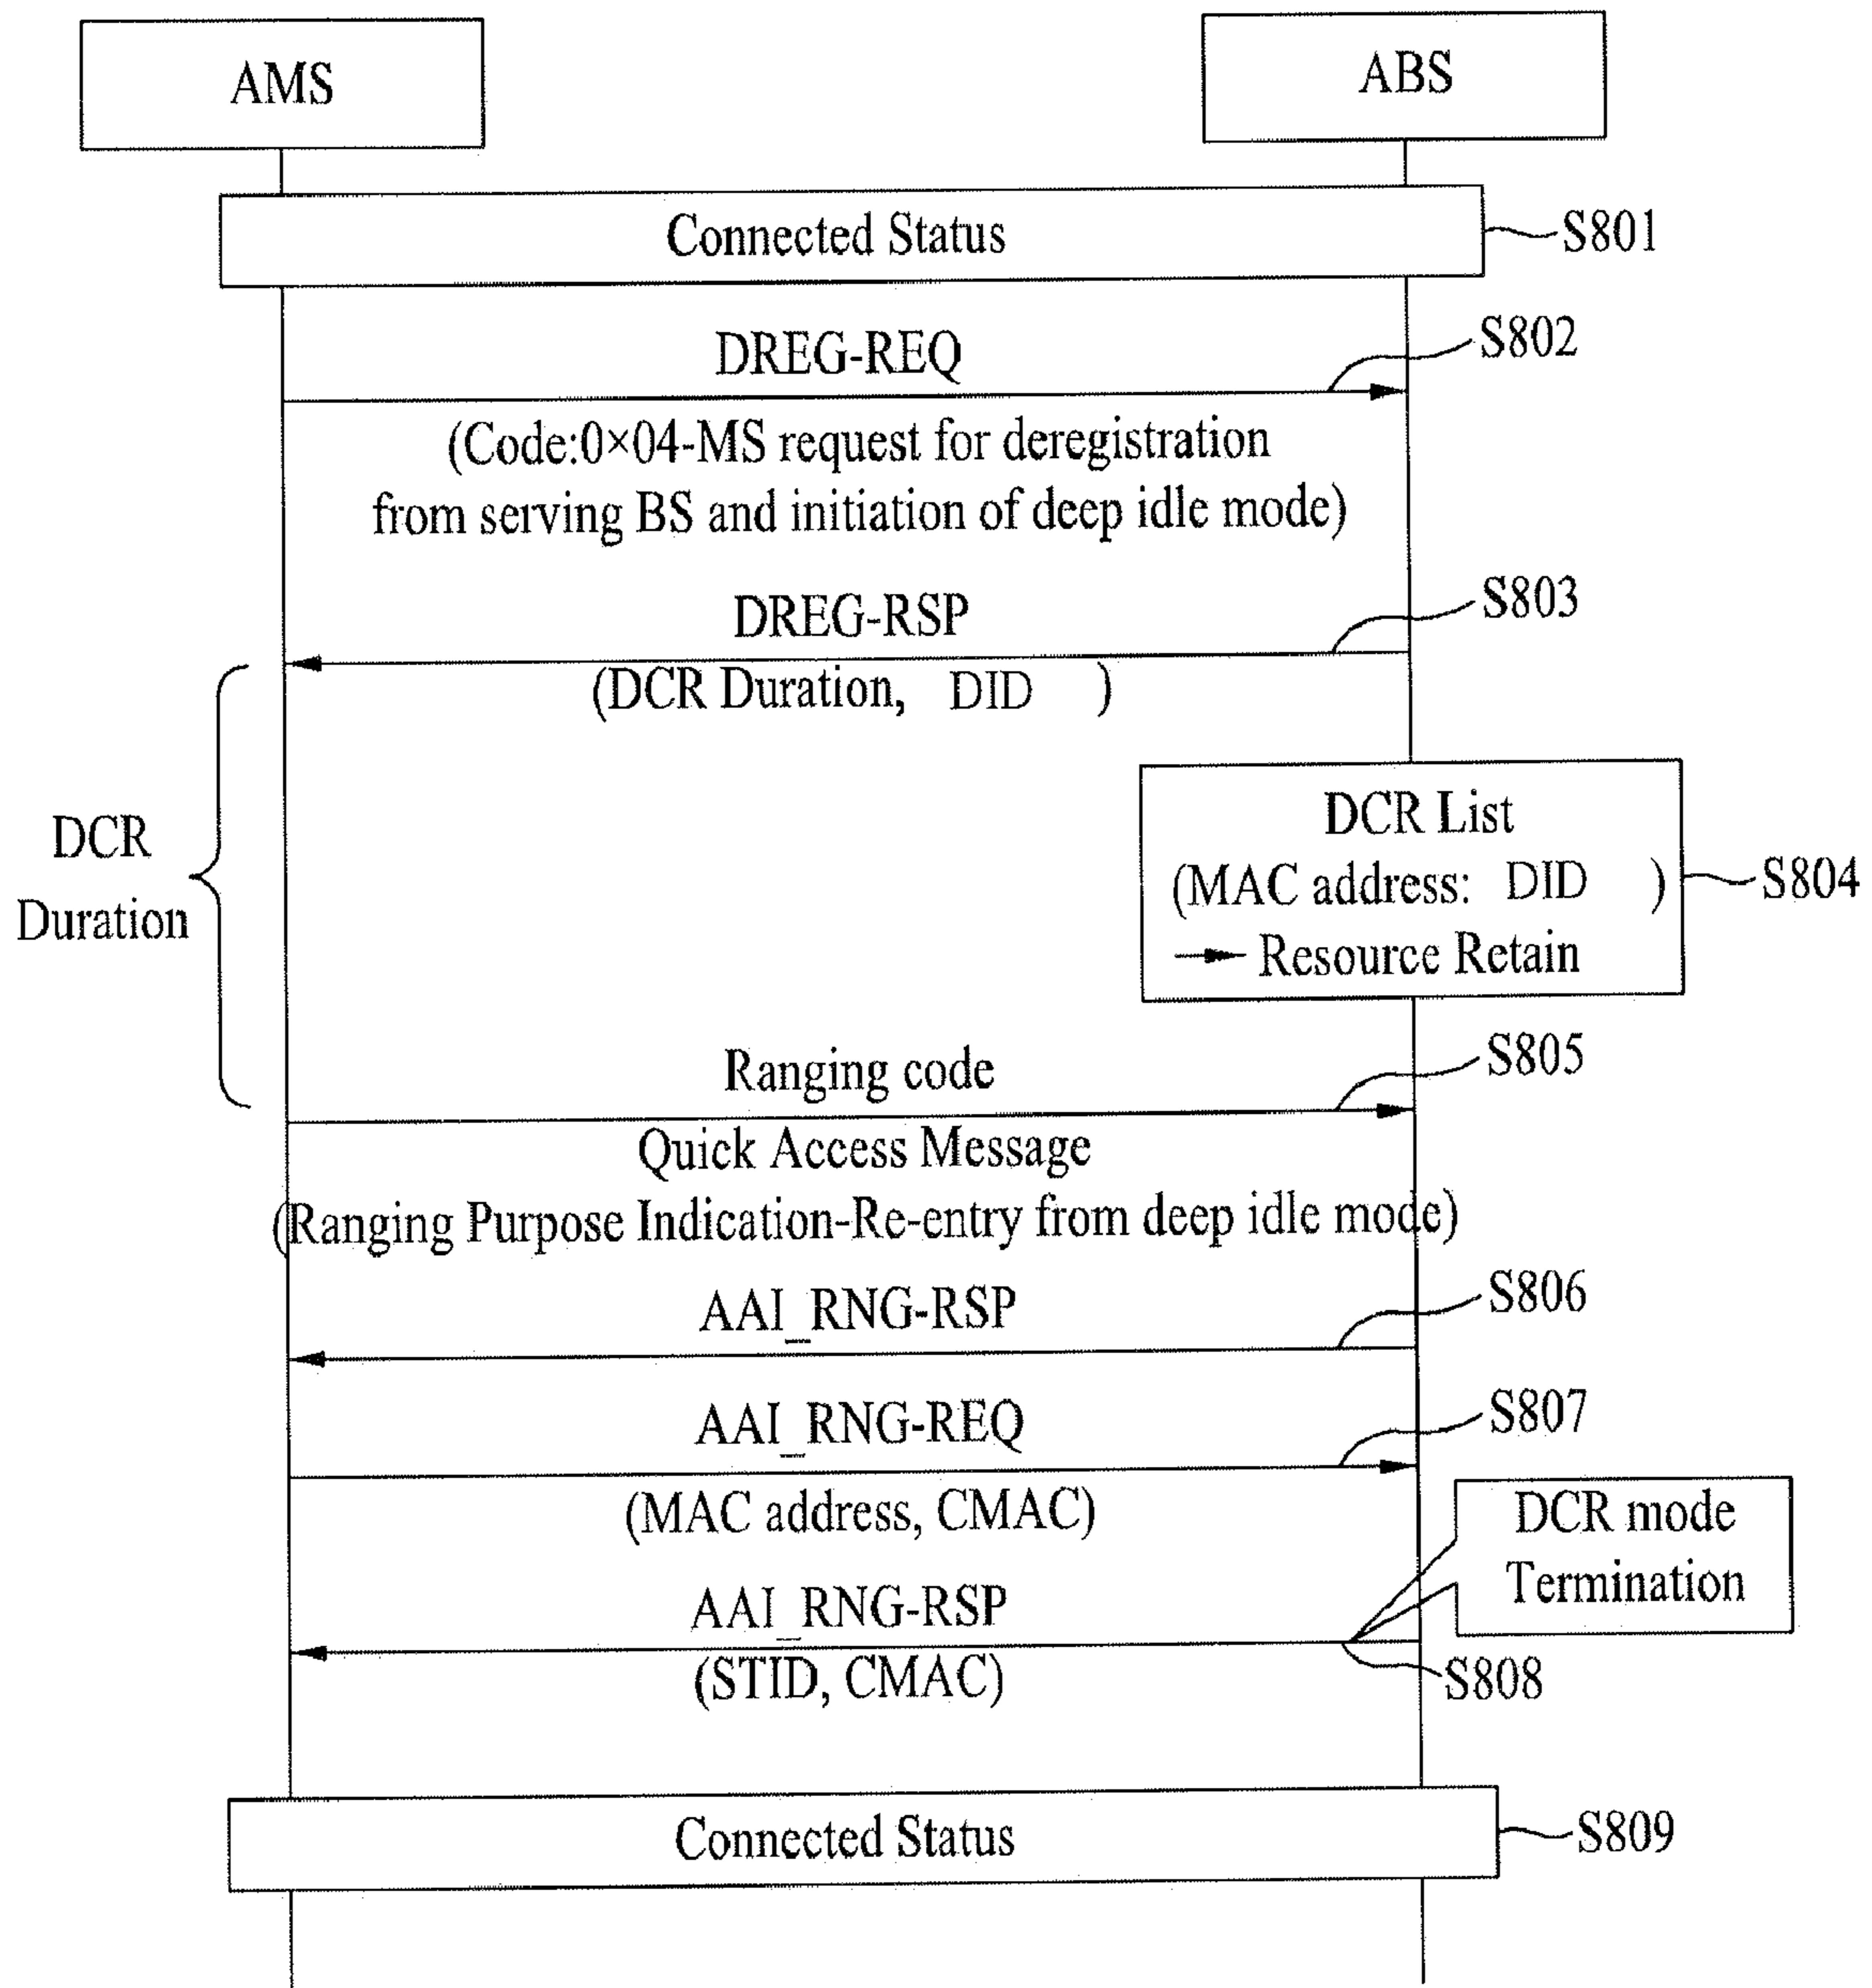 AMS
ABS
Connected Status
S801
DREG-REQ
S802
(Code:0×04-MS request for deregistration
from serving BS and initiation of deep idle mode)
DREG-RSP
S803
(DCR Duration, DID )
DCR
Duration
DCR List
(MAC address: DID )
Resource Retain
S804
Ranging code
S805
Quick Access Message
(Ranging Purpose Indication-Re-entry from deep idle mode)
AAI_RNG-RSP
S806
AAI_RNG-REQ
S807
(MAC address, CMAC)
DCR mode
Termination
AAI_RNG-RSP
(STID, CMAC)
S808
Connected Status
S809